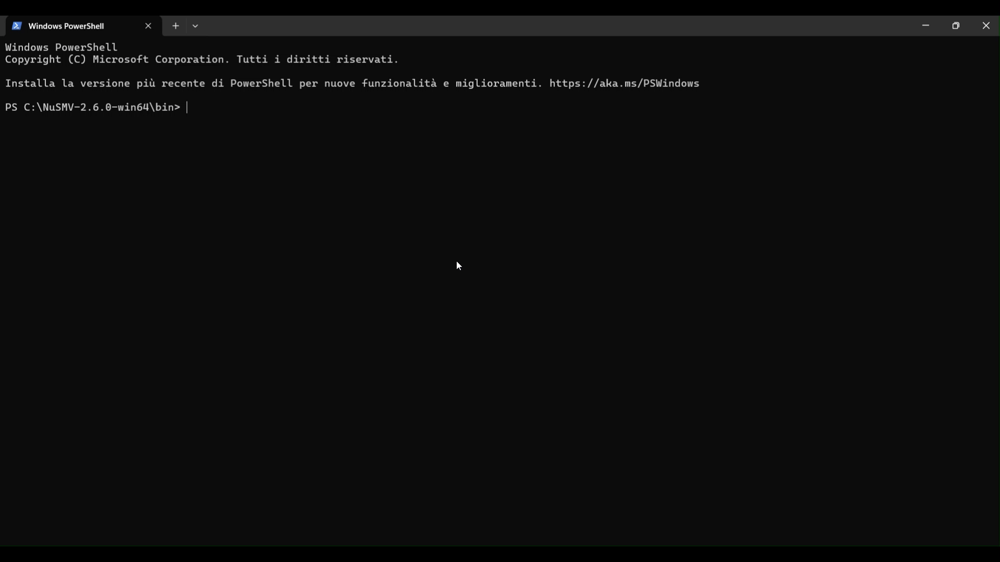 Windows PowerShell
Windows PowerShell
Copyright (C) Microsoft Corporation. Tutti i diritti riservati.
Installa la versione più recente di PowerShell per nuove funzionalità e miglioramenti. https://aka.ms/PSWindows
PS C:\NuSMV-2.6.0-win64\bin>